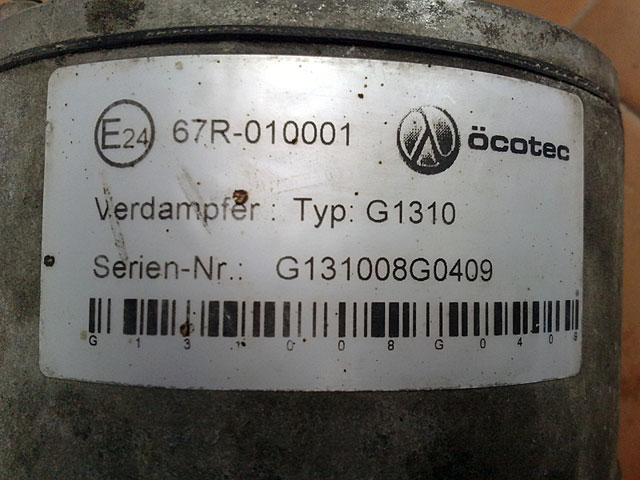 E24 67R-010001 öcotec
Verdampfer : Typ: G1310
Serien-Nr.: G131008G0409
G131008G0409